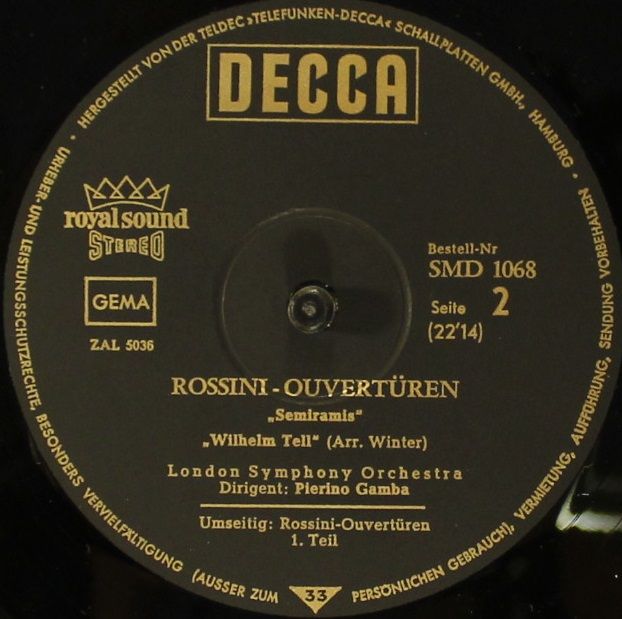 • HERGESTELLT VON DER TELDEC »TELEFUNKEN-DECCA« SCHALLPLATTEN GMBH., HAMBURG •
URHEBER- UND LEISTUNGSSCHUTZRECHTE, BESONDERS VERVIELFÄLTIGUNG (AUSSER ZUM PERSÖNLICHEN GEBRAUCH), VERMIETUNG, AUFFÜHRUNG, SENDUNG VORBEHALTEN
DECCA
royal sound
STEREO
GEMA
ZAL 5036
Bestell-Nr
SMD 1068
Seite 2
(22'14)
ROSSINI-OUVERTÜREN
„Semiramis"
„Wilhelm Tell" (Arr. Winter)
London Symphony Orchestra
Dirigent: Pierino Gamba
Umseitig: Rossini-Ouvertüren
1. Teil
33